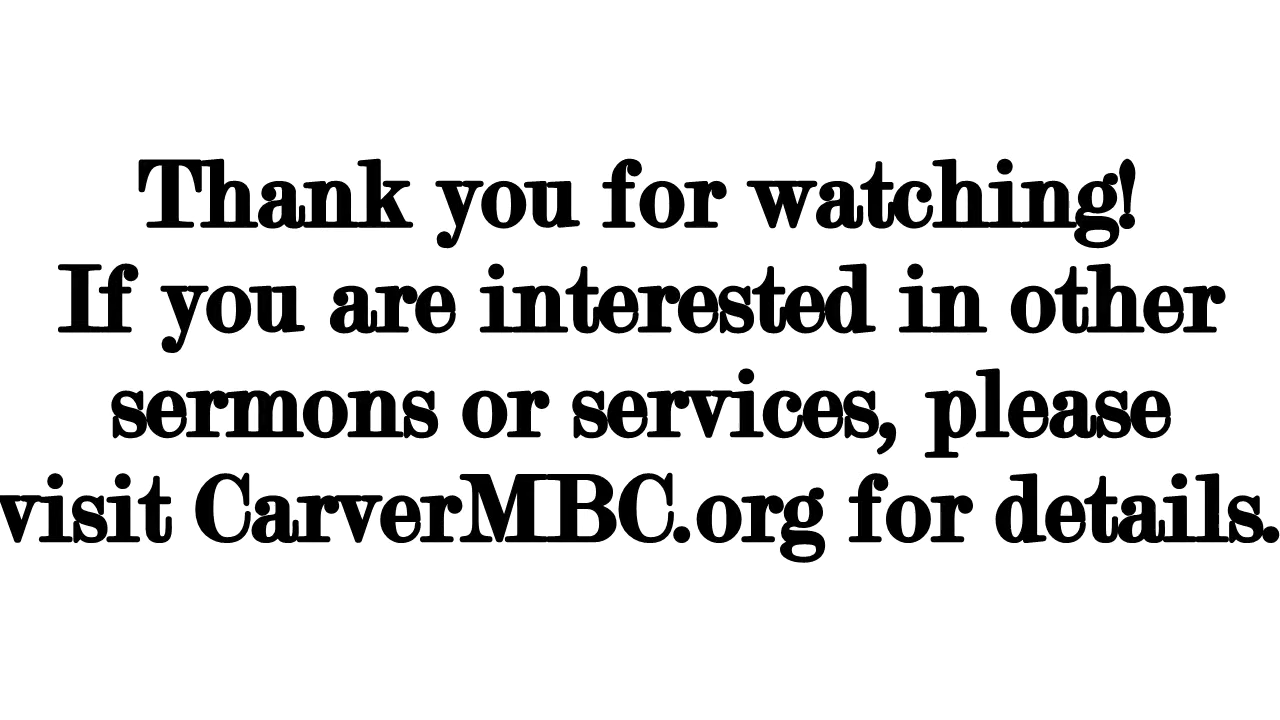 Thank you for watching!
If you are interested in other
sermons or services, please
visit CarverMBC.org for details.